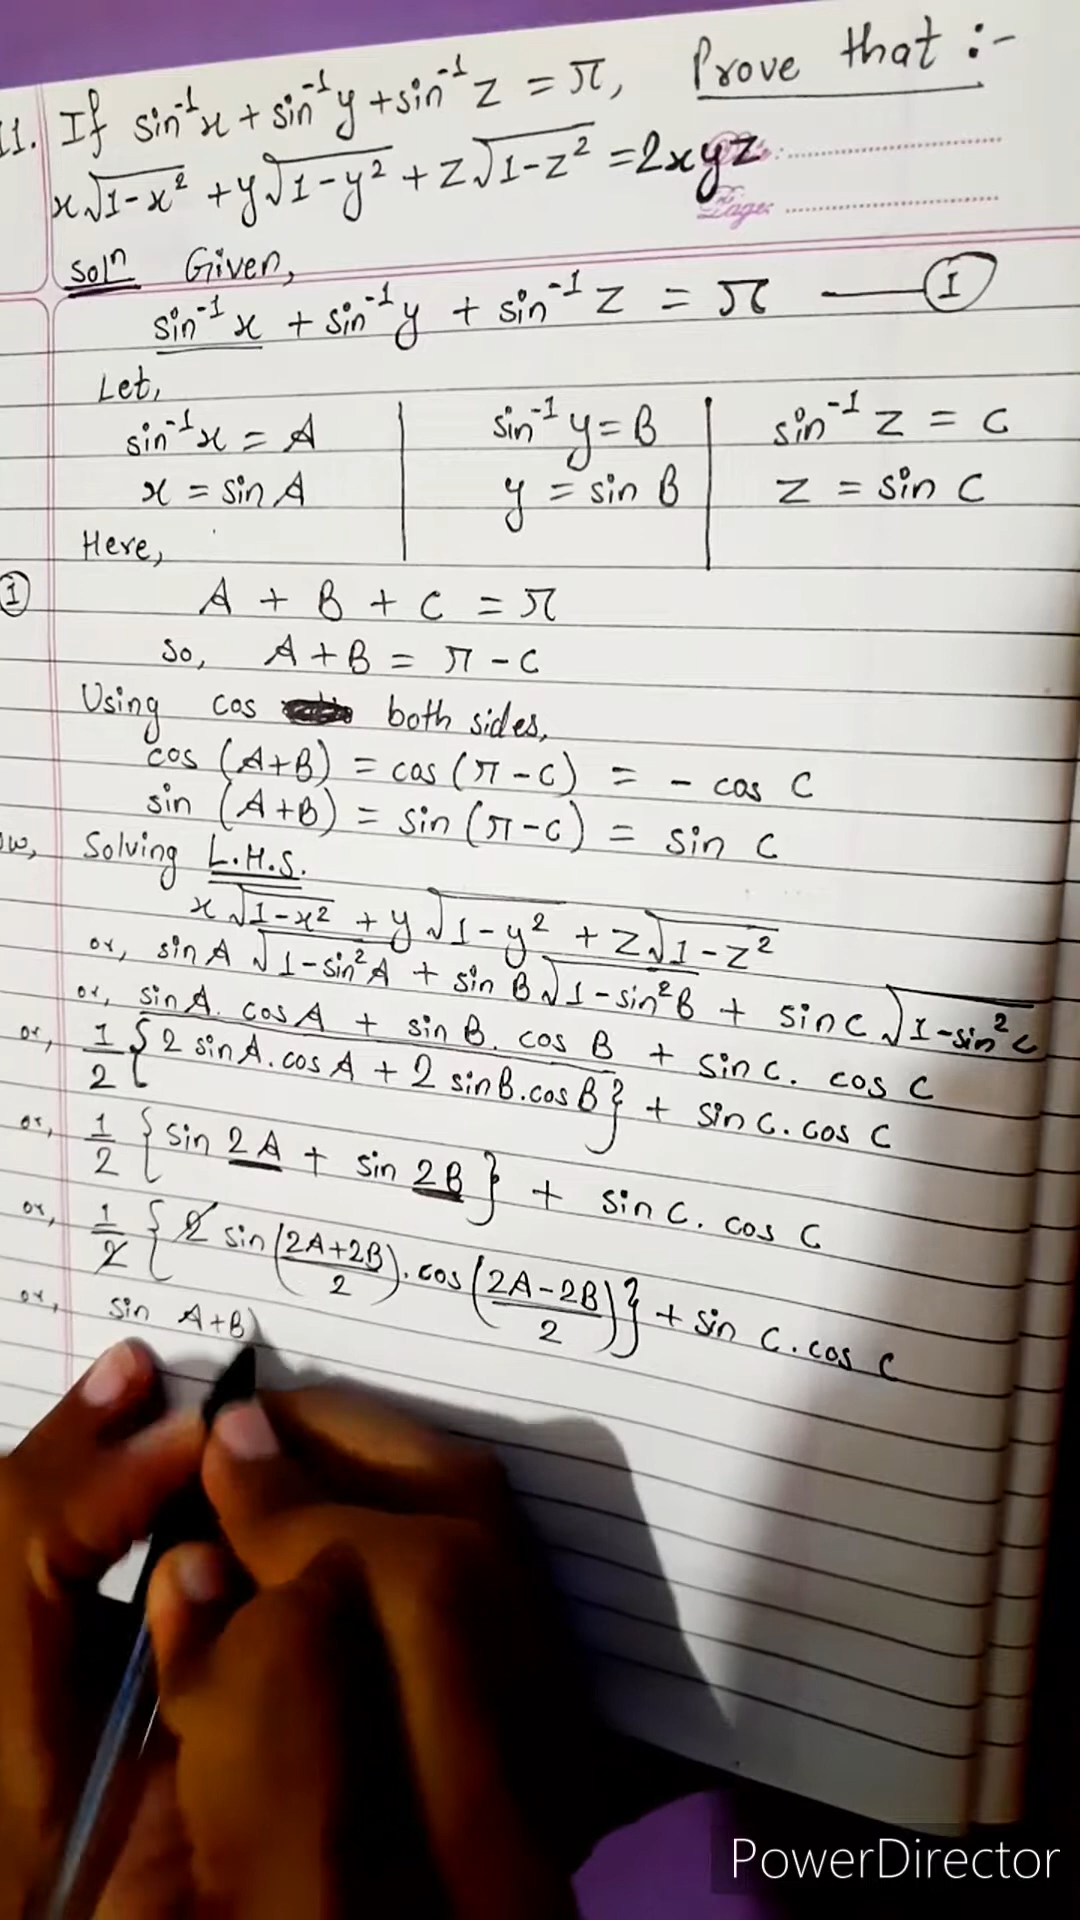 11. If sin⁻¹x + sin⁻¹y + sin⁻¹z = π, Prove that :-
x√1-x² + y√1-y² + z√1-z² = 2xyz
Page:
Solⁿ Given,
sin⁻¹x + sin⁻¹y + sin⁻¹z = π — I
Let,
sin⁻¹x = A | sin⁻¹y = B | sin⁻¹z = C
x = sin A | y = sin B | z = sin C
Here,
1 A + B + C = π
So, A + B = π - C
Using cos both sides,
cos (A+B) = cos (π - C) = - cos C
sin (A+B) = sin (π - C) = sin C
ow, Solving L.H.S.
x√1-x² + y√1-y² + z√1-z²
or, sin A √1-sin²A + sin B √1-sin²B + sin C √1-sin²C
or, sin A. cos A + sin B. cos B + sin C. cos C
or, 1/2 {2 sin A. cos A + 2 sin B. cos B} + sin C. cos C
or, 1/2 {sin 2A + sin 2B} + sin C. cos C
or, 1/2 {2 sin (2A+2B/2). cos (2A-2B/2)} + sin C. cos C
or, sin A+B)
PowerDirector